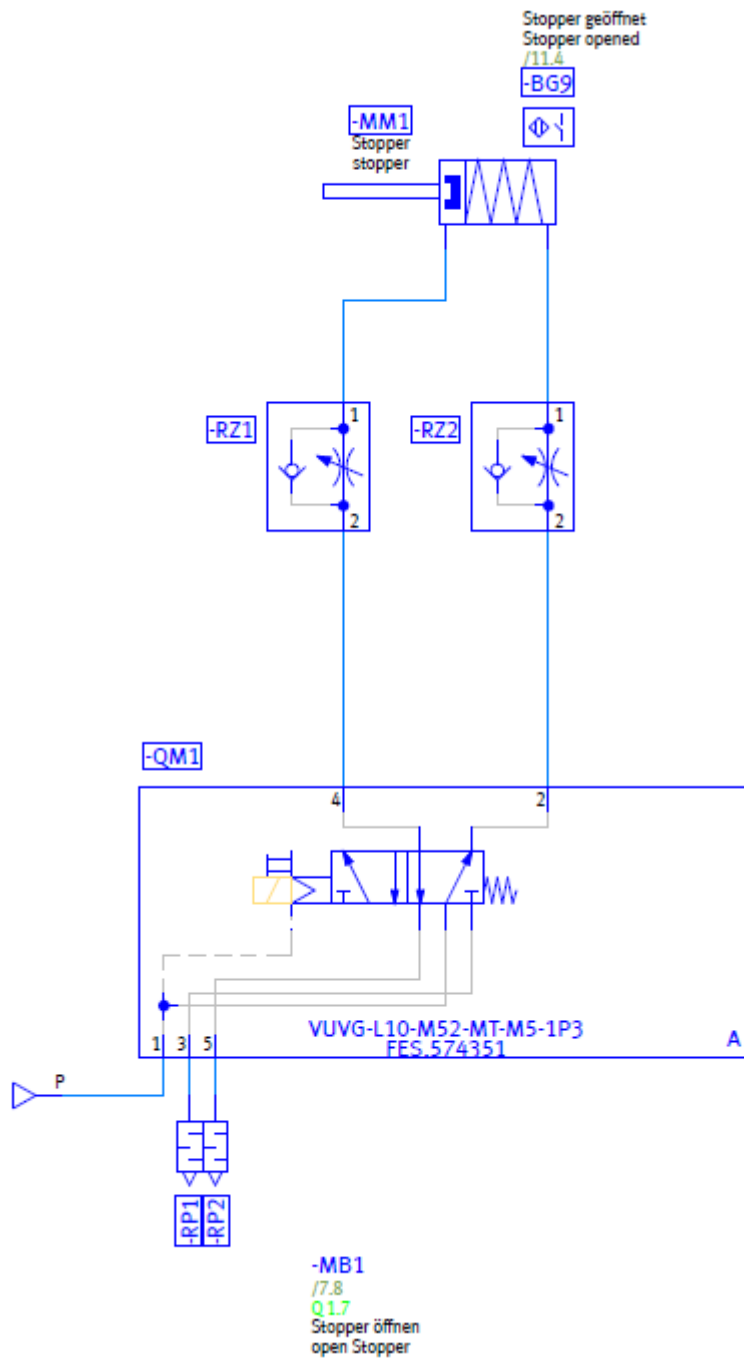 Stopper geöffnet
Stopper opened
/11.4
-BG9
-MM1
Stopper
stopper
-RZ1
1
2
-RZ2
1
2
-QM1
4
2
VUVG-L10-M52-MT-M5-1P3
FES.574351
A
1
3
5
P
-RP1
-RP2
-MB1
/7.8
Q1.7
Stopper öffnen
open Stopper